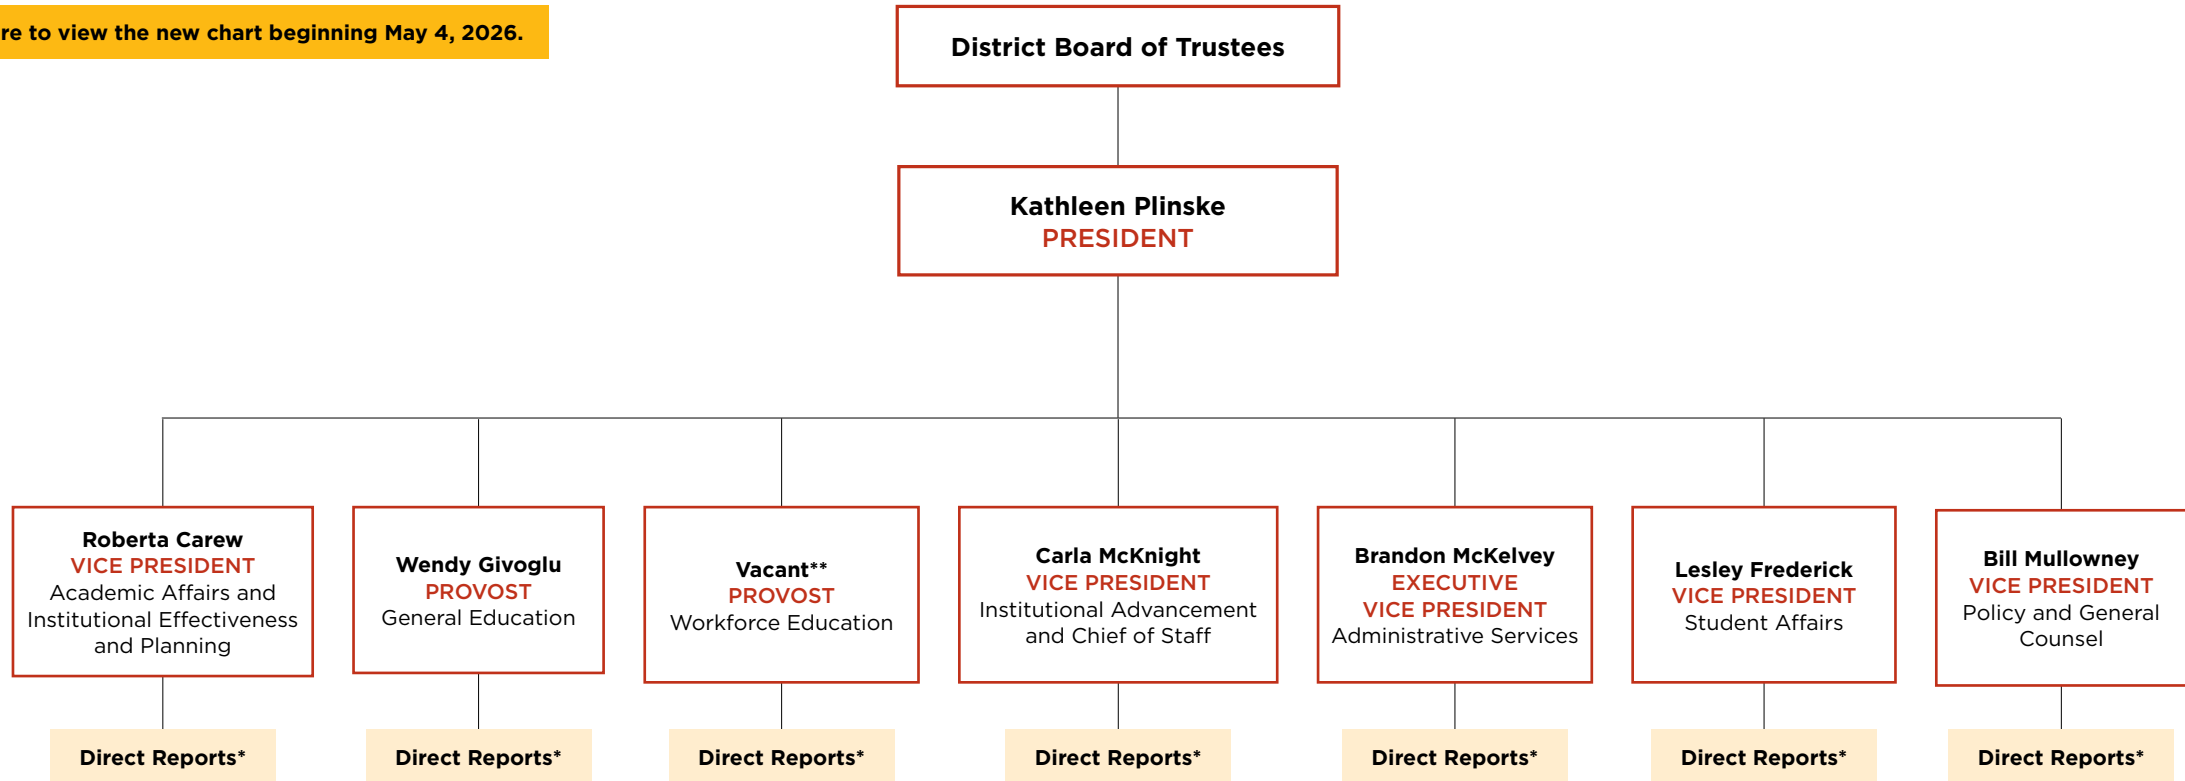 re to view the new chart beginning May 4, 2026.
District Board of Trustees
Kathleen Plinske
PRESIDENT
Roberta Carew
VICE PRESIDENT
Academic Affairs and
Institutional Effectiveness
and Planning
Wendy Givoglu
PROVOST
General Education
Vacant**
PROVOST
Workforce Education
Carla McKnight
VICE PRESIDENT
Institutional Advancement
and Chief of Staff
Brandon McKelvey
EXECUTIVE
VICE PRESIDENT
Administrative Services
Lesley Frederick
VICE PRESIDENT
Student Affairs
Bill Mullowney
VICE PRESIDENT
Policy and General
Counsel
Direct Reports*
Direct Reports*
Direct Reports*
Direct Reports*
Direct Reports*
Direct Reports*
Direct Reports*